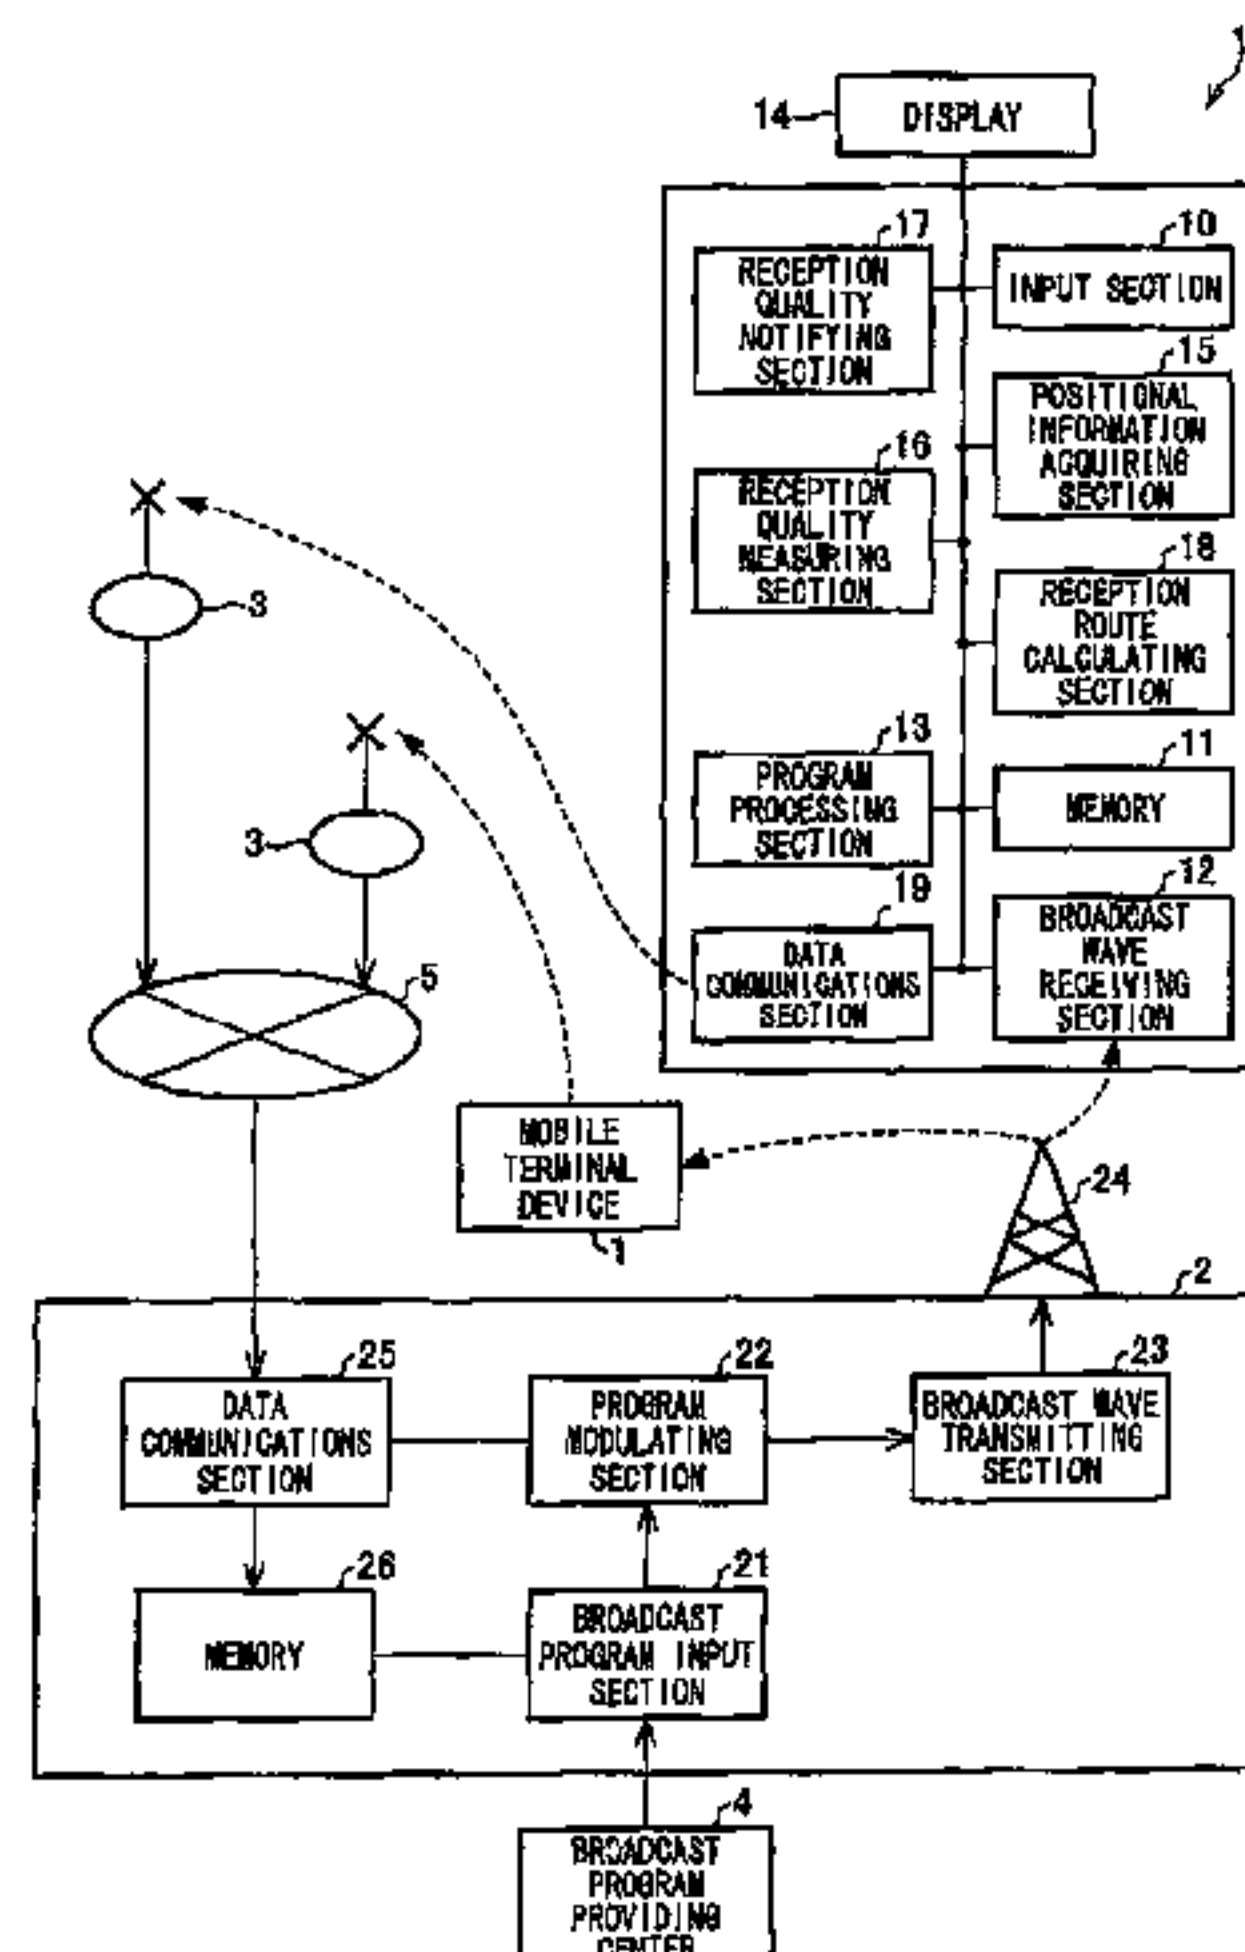 1
14
DISPLAY
17
RECEPTION
QUALITY
NOTIFYING
SECTION
10
INPUT SECTION
15
POSITIONAL
INFORMATION
ACQUIRING
SECTION
16
RECEPTION
QUALITY
MEASURING
SECTION
18
RECEPTION
ROUTE
CALCULATING
SECTION
3
3
13
PROGRAM
PROCESSING
SECTION
11
MEMORY
19
DATA
COMMUNICATIONS
SECTION
12
BROADCAST
WAVE
RECEIVING
SECTION
5
MOBILE
TERMINAL
DEVICE
1
24
2
25
DATA
COMMUNICATIONS
SECTION
22
PROGRAM
MODULATING
SECTION
23
BROADCAST WAVE
TRANSMITTING
SECTION
26
MEMORY
21
BROADCAST
PROGRAM INPUT
SECTION
4
BROADCAST
PROGRAM
PROVIDING
CENTER